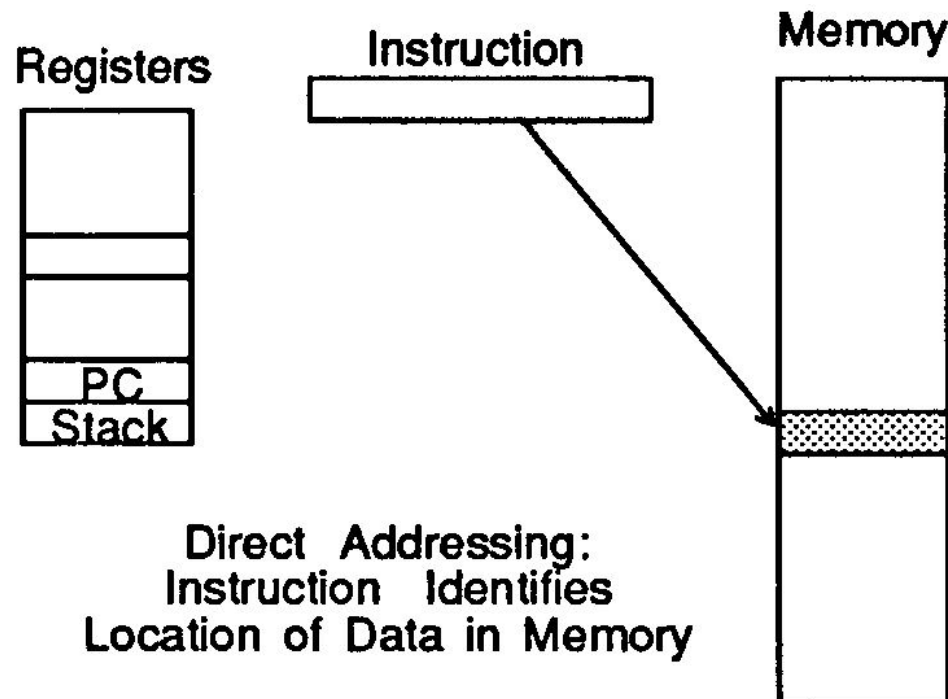 Registers
Instruction
Memory
PC
Stack
Direct Addressing:
Instruction Identifies
Location of Data in Memory